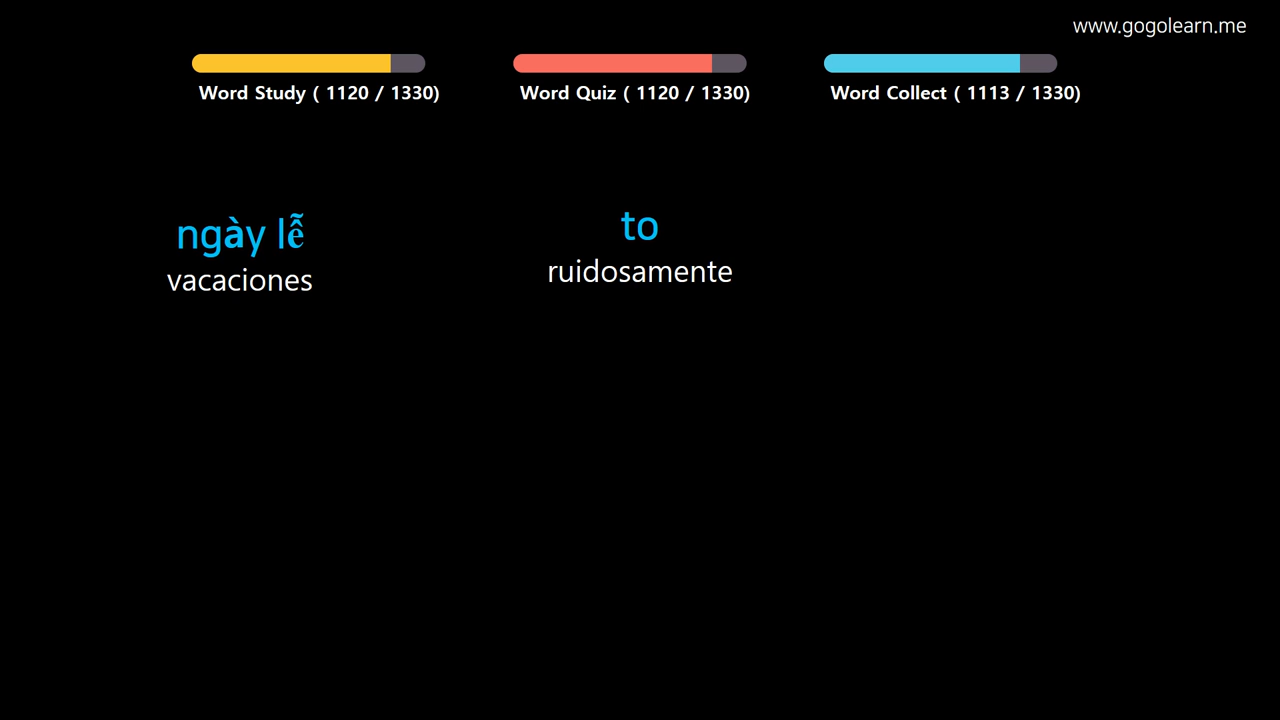 www.gogolearn.me
Word Study ( 1120 / 1330)
Word Quiz ( 1120 / 1330)
Word Collect ( 1113 / 1330)
ngày lễ
vacaciones
to
ruidosamente